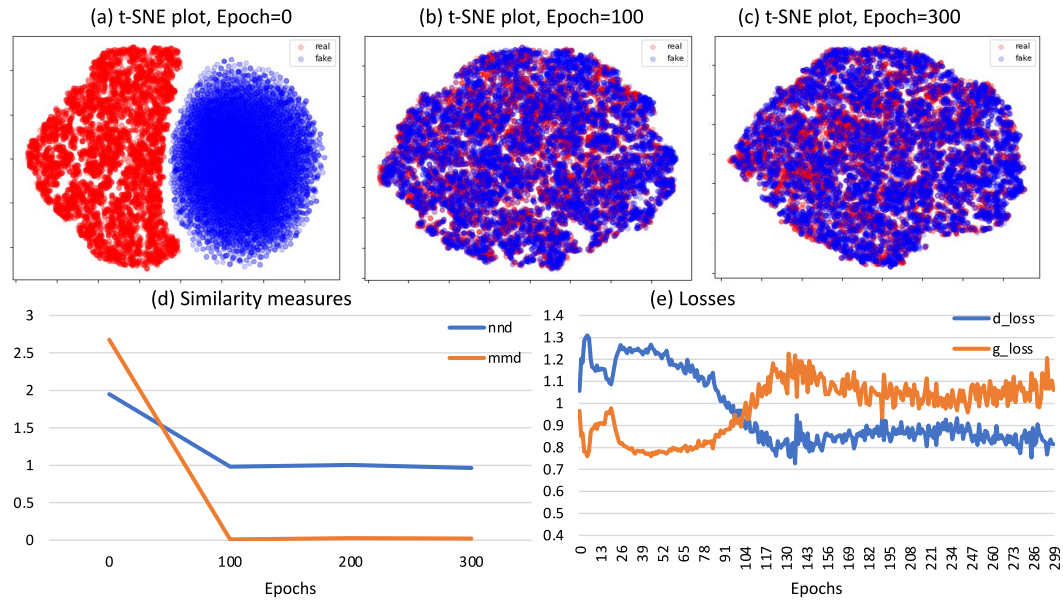 (a) t-SNE plot, Epoch=0
(b) t-SNE plot, Epoch=100
(c) t-SNE plot, Epoch=300
real
fake
real
fake
real
fake
(d) Similarity measures
3
2.5
2
1.5
1
0.5
0
nnd
mmd
0 100 200 300
Epochs
(e) Losses
1.4
1.3
1.2
1.1
1
0.9
0.8
0.7
0.6
0.5
0.4
d_loss
g_loss
0 13 26 39 52 65 78 91 104 117 130 143 156 169 182 195 208 221 234 247 260 273 286 299
Epochs